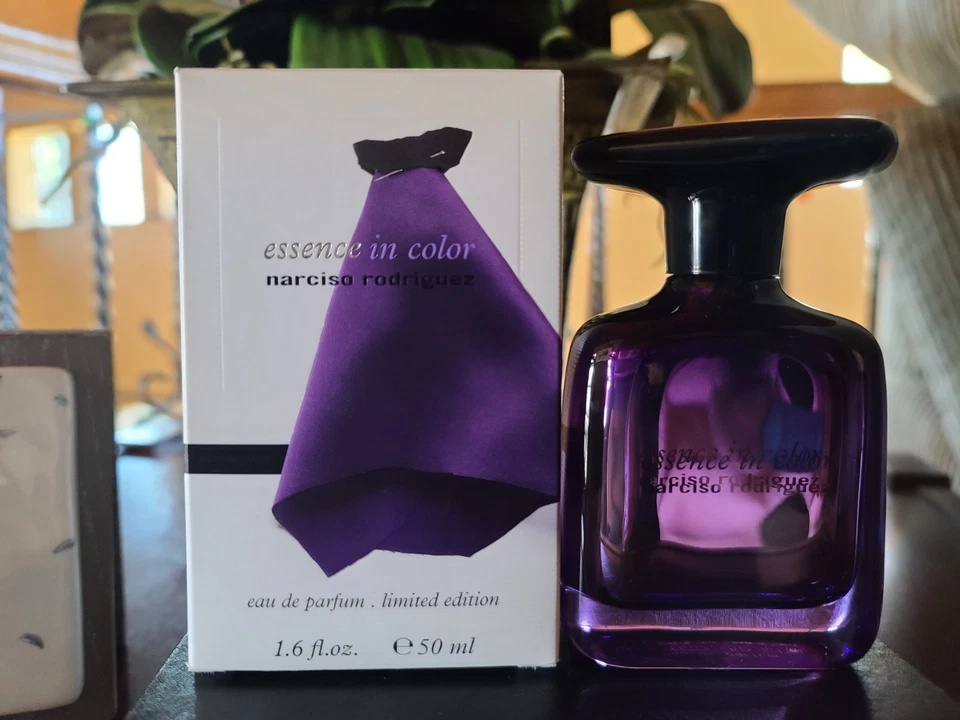 essence in color
narciso rodriguez
eau de parfum . limited edition
1.6 fl.oz. ℮ 50 ml
essence in color
narciso rodriguez